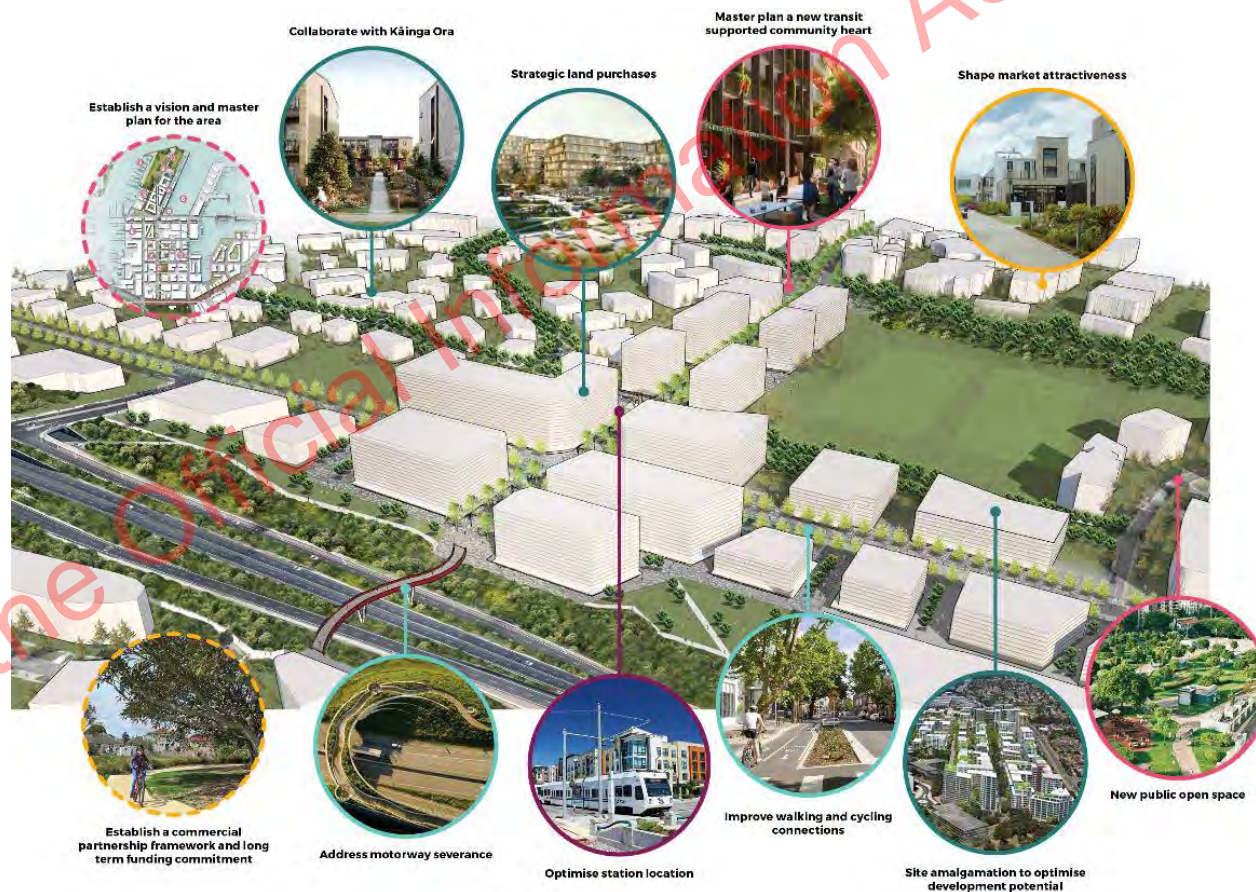 Collaborate with Kāinga Ora
Master plan a new transit
supported community heart
Strategic land purchases
Shape market attractiveness
Establish a vision and master
plan for the area
the Official Information Ac
Establish a commercial
partnership framework and long
term funding commitment
Address motorway severance
Optimise station location
Improve walking and cycling
connections
Site amalgamation to optimise
development potential
New public open space